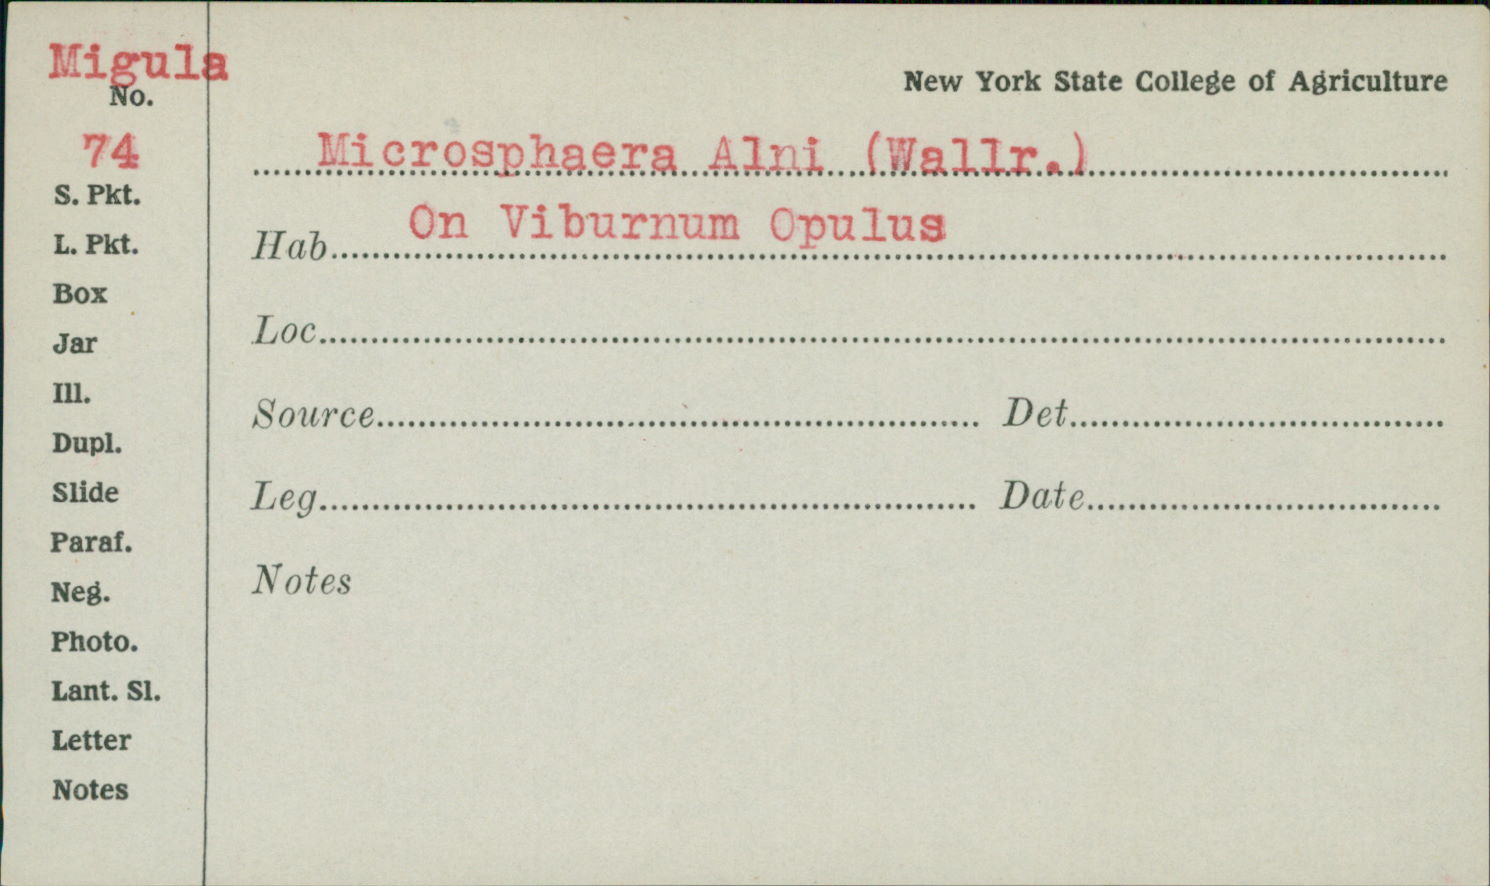 Migula
No.
74
S. Pkt.
L. Pkt.
Box
Jar
Ill.
Dupl.
Slide
Paraf.
Neg.
Photo.
Lant. Sl.
Letter
Notes
New York State College of Agriculture
Microsphaera Alni (Wallr.)
Hab. On Viburnum Opulus
Loc.
Source Det.
Leg. Date
Notes